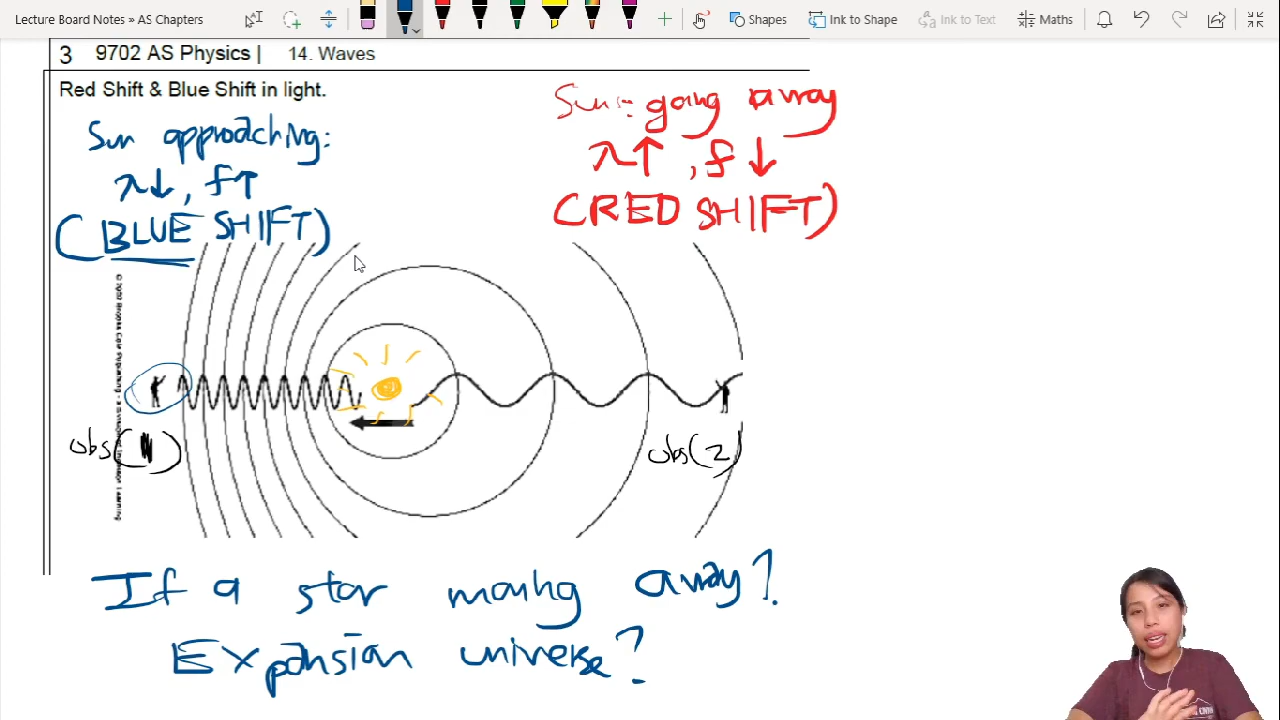 Lecture Board Notes » AS Chapters
Shapes
Ink to Shape
Ink to Text
Maths
3 9702 AS Physics | 14. Waves
Red Shift & Blue Shift in light.
Sun approaching:
λ↓, f↑
(BLUE SHIFT)
Sun: going away
λ↑, f↓
(RED SHIFT)
obs(1)
obs(2)
If a star moving away?
Expansion universe?